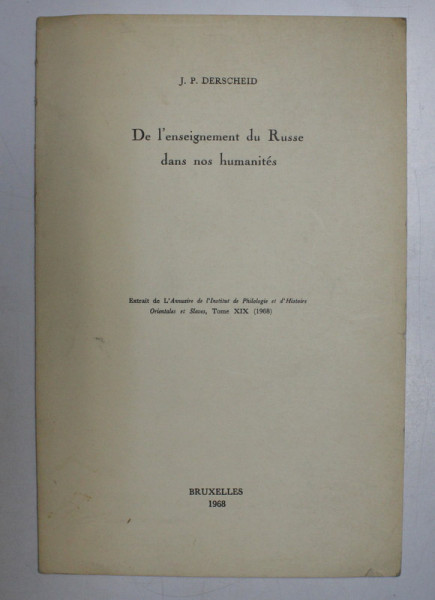 J. P. DERSCHEID
De l'enseignement du Russe
dans nos humanités
Extrait de L'Annuaire de l'Institut de Philologie et d'Histoire
Orientales et Slaves, Tome XIX (1968)
BRUXELLES
1968